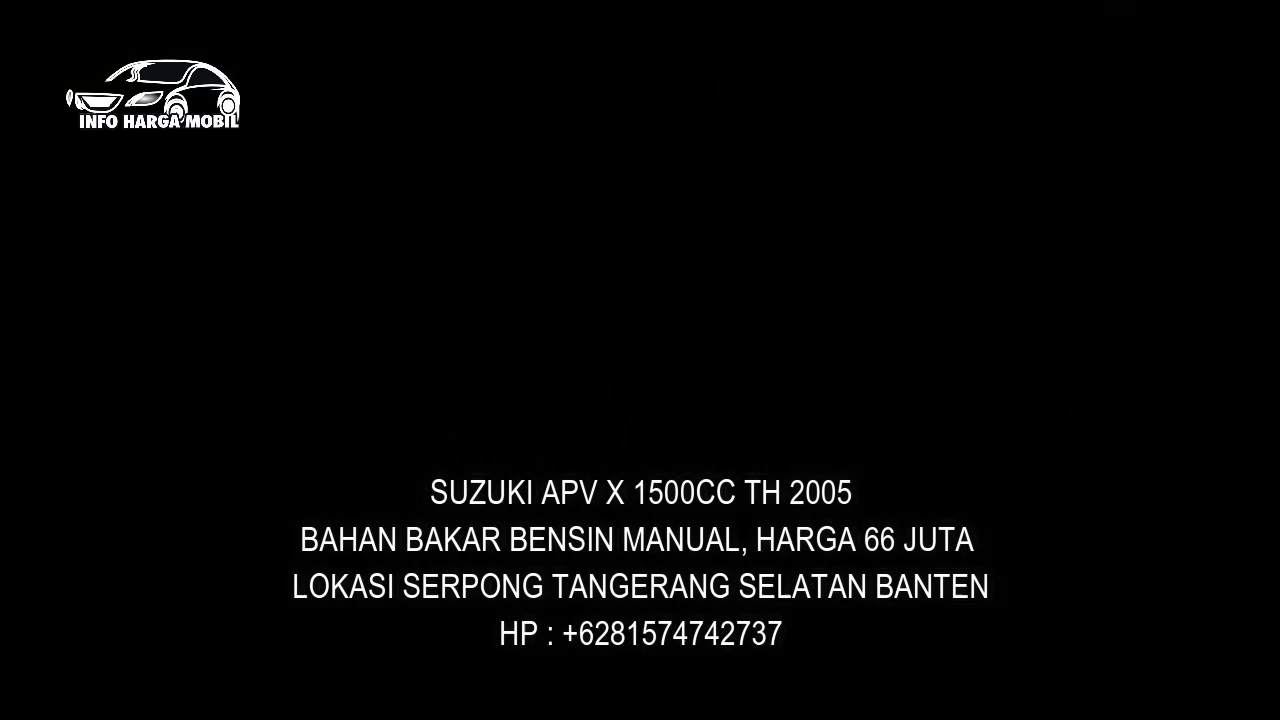 INFO HARGA MOBIL
SUZUKI APV X 1500CC TH 2005
BAHAN BAKAR BENSIN MANUAL, HARGA 66 JUTA
LOKASI SERPONG TANGERANG SELATAN BANTEN
HP : +6281574742737